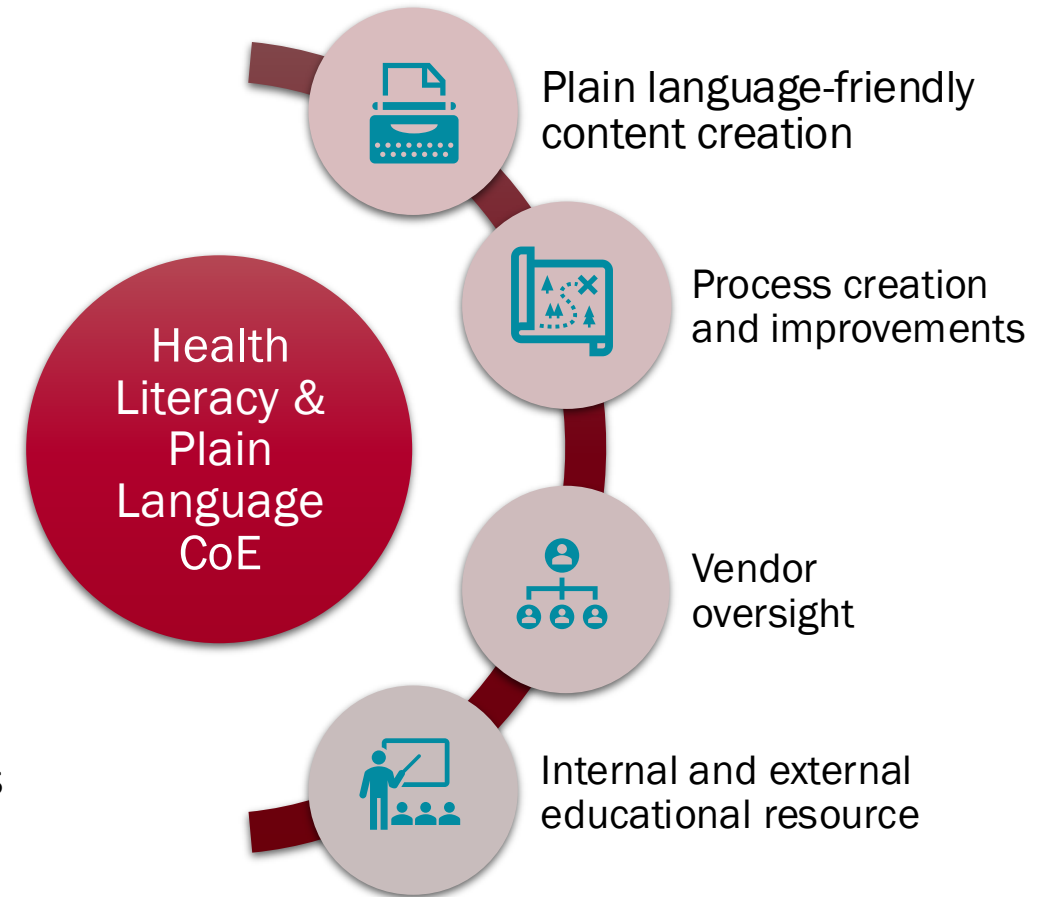 Plain language-friendly
content creation
Process creation
and improvements
Health
Literacy &
Plain
Language
CoE
Vendor
oversight
s
Internal and external
educational resource